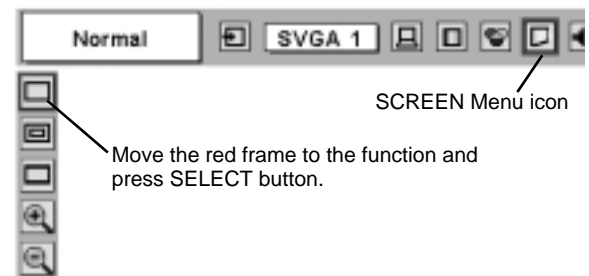 Normal
SVGA 1
SCREEN Menu icon
Move the red frame to the function and
press SELECT button.